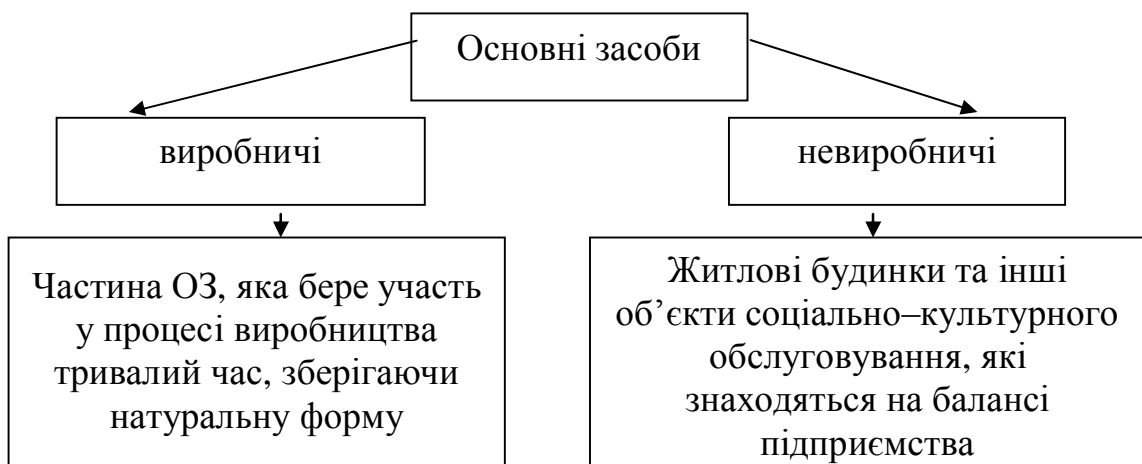 Основні засоби
виробничі
невиробничі
Частина ОЗ, яка бере участь
у процесі виробництва
тривалий час, зберігаючи
натуральну форму
Житлові будинки та інші
об’єкти соціально–культурного
обслуговування, які
знаходяться на балансі
підприємства